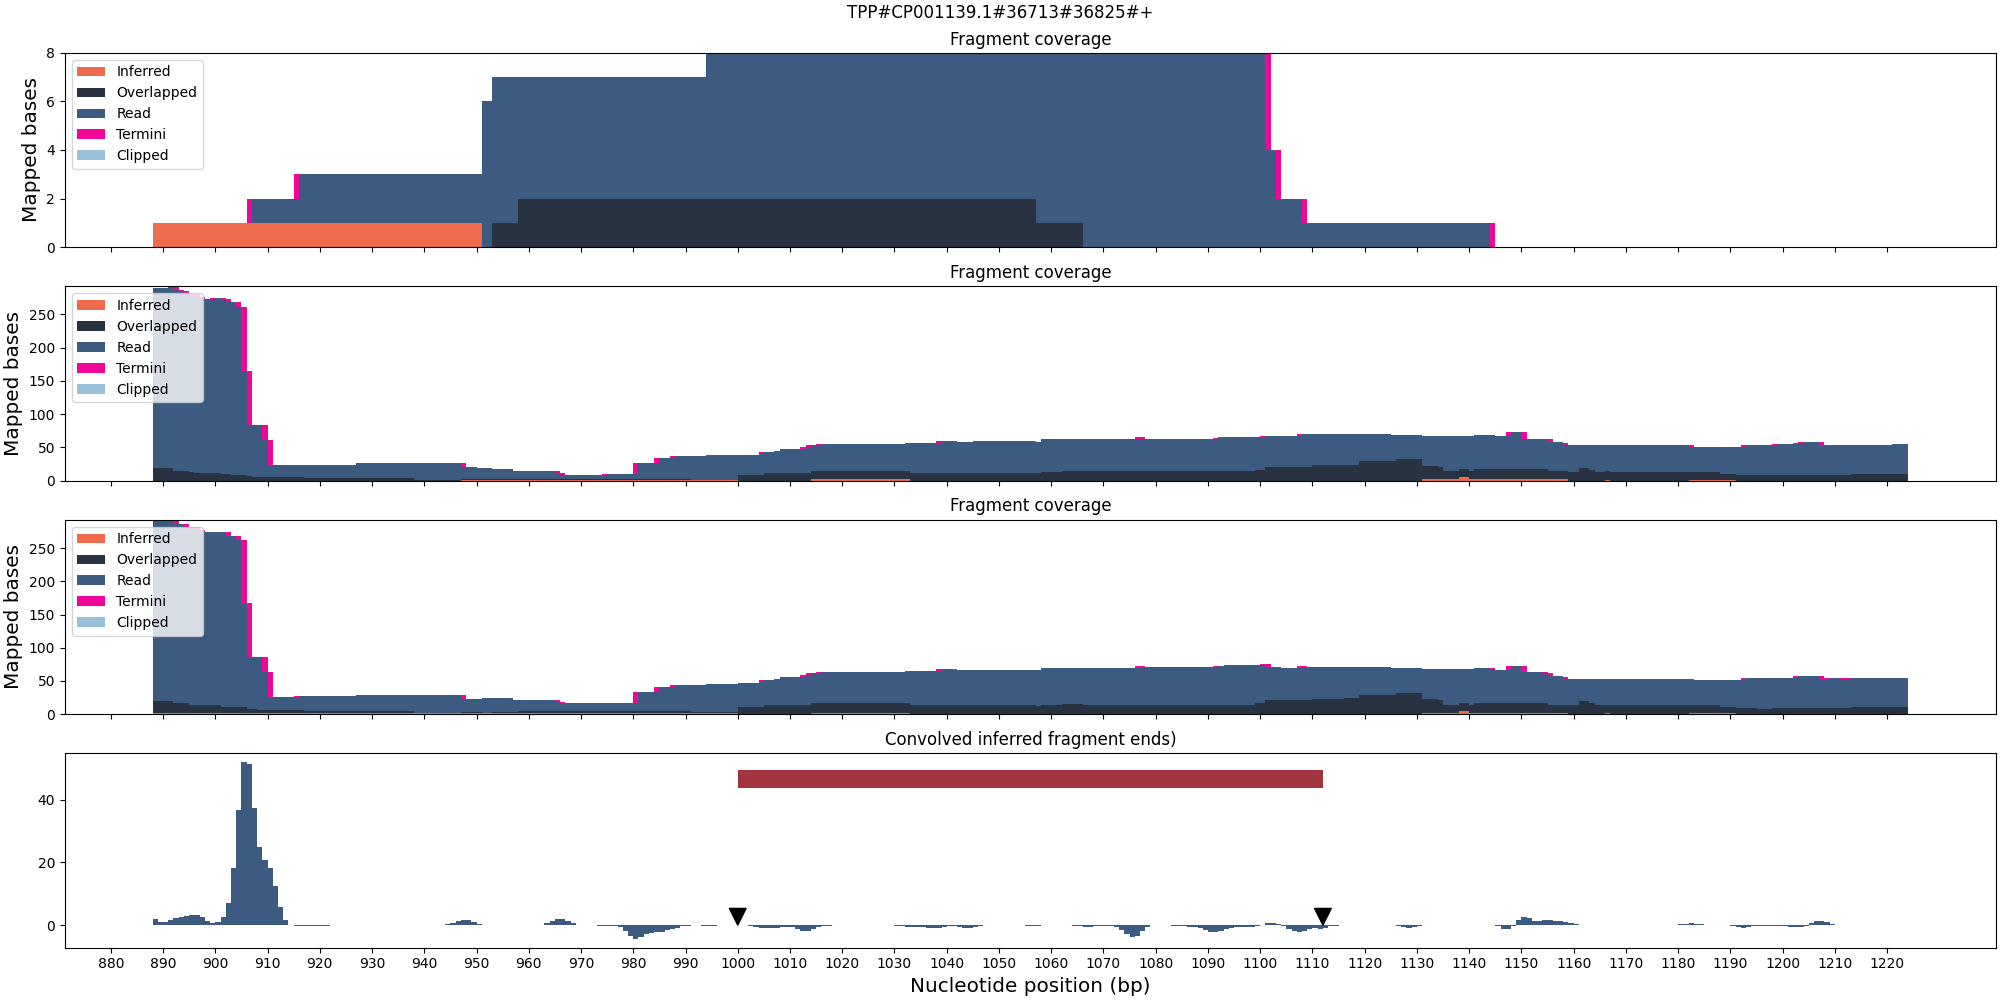 TPP#CP001139.1#36713#36825#+
Fragment coverage
Mapped bases
8
6
4
2
0
Inferred
Overlapped
Read
Termini
Clipped
Fragment coverage
Mapped bases
250
200
150
100
50
0
Inferred
Overlapped
Read
Termini
Clipped
Fragment coverage
Mapped bases
250
200
150
100
50
0
Inferred
Overlapped
Read
Termini
Clipped
Convolved inferred fragment ends)
40
20
0
880 890 900 910 920 930 940 950 960 970 980 990 1000 1010 1020 1030 1040 1050 1060 1070 1080 1090 1100 1110 1120 1130 1140 1150 1160 1170 1180 1190 1200 1210 1220
Nucleotide position (bp)